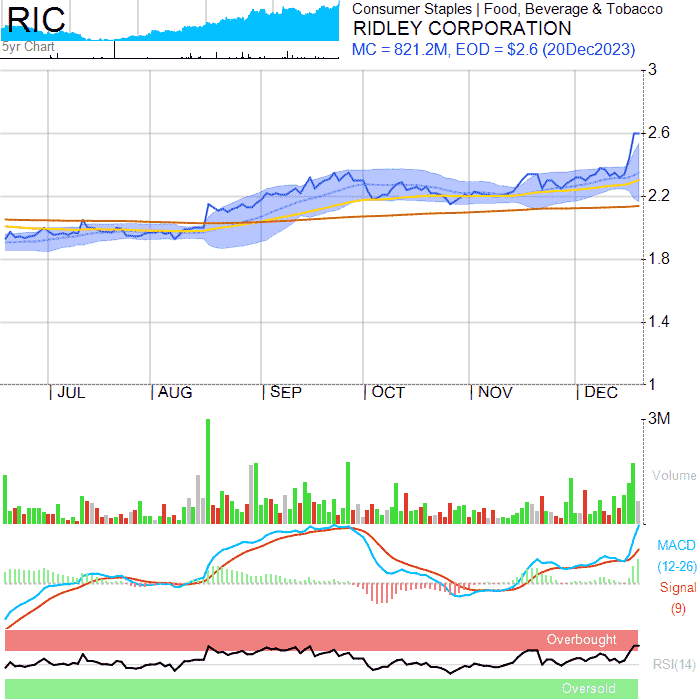 RIC
5yr Chart
Consumer Staples | Food, Beverage & Tobacco
RIDLEY CORPORATION
MC = 821.2M, EOD = $2.6 (20Dec2023)
3
2.6
2.2
1.8
1.4
1
JUL
AUG
SEP
OCT
NOV
DEC
3M
Volume
MACD
(12-26)
Signal
(9)
Overbought
RSI(14)
Oversold